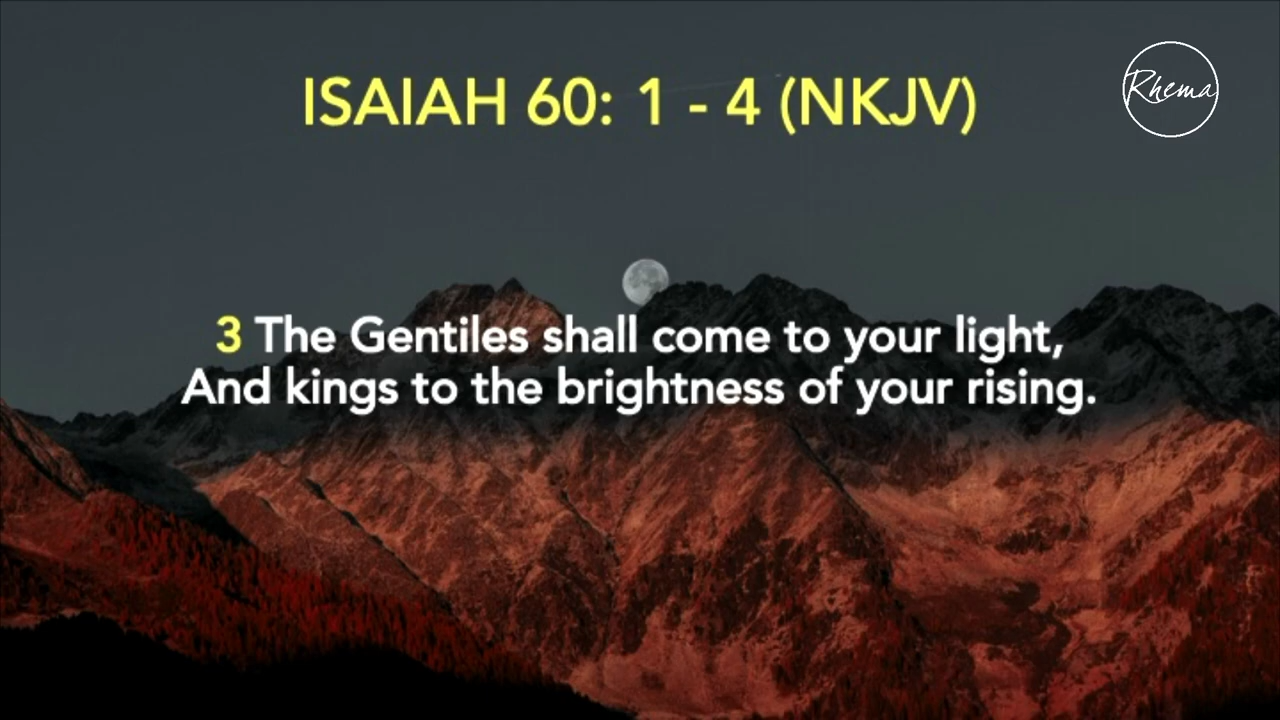 ISAIAH 60: 1 - 4 (NKJV)
Rhema
3 The Gentiles shall come to your light,
And kings to the brightness of your rising.